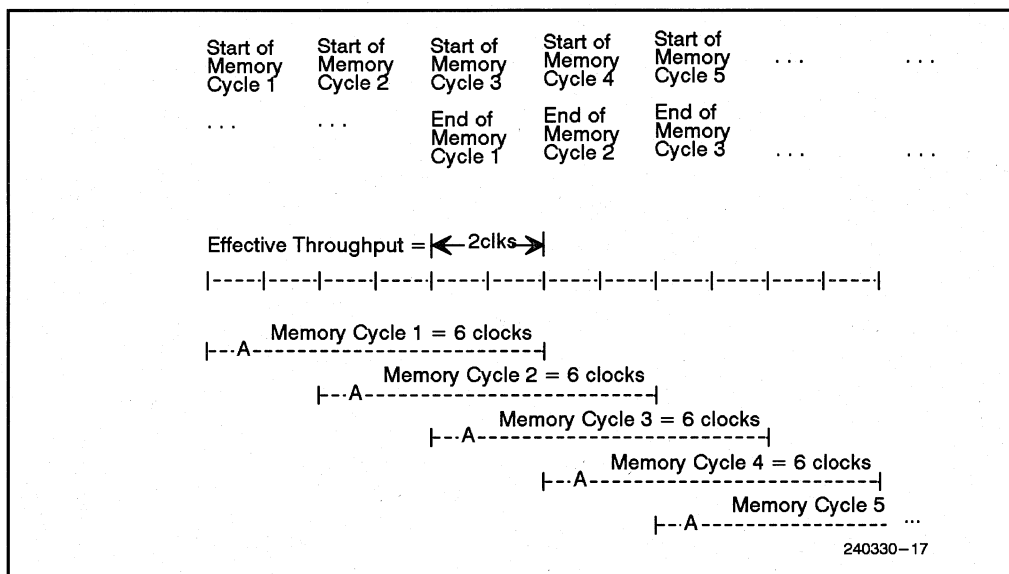 Start of Memory Cycle 1
Start of Memory Cycle 2
Start of Memory Cycle 3
Start of Memory Cycle 4
Start of Memory Cycle 5
. . .
. . .
. . .
. . .
End of Memory Cycle 1
End of Memory Cycle 2
End of Memory Cycle 3
. . .
. . .
Effective Throughput = 2clks
Memory Cycle 1 = 6 clocks
A
Memory Cycle 2 = 6 clocks
A
Memory Cycle 3 = 6 clocks
A
Memory Cycle 4 = 6 clocks
A
Memory Cycle 5
A
...
240330–17